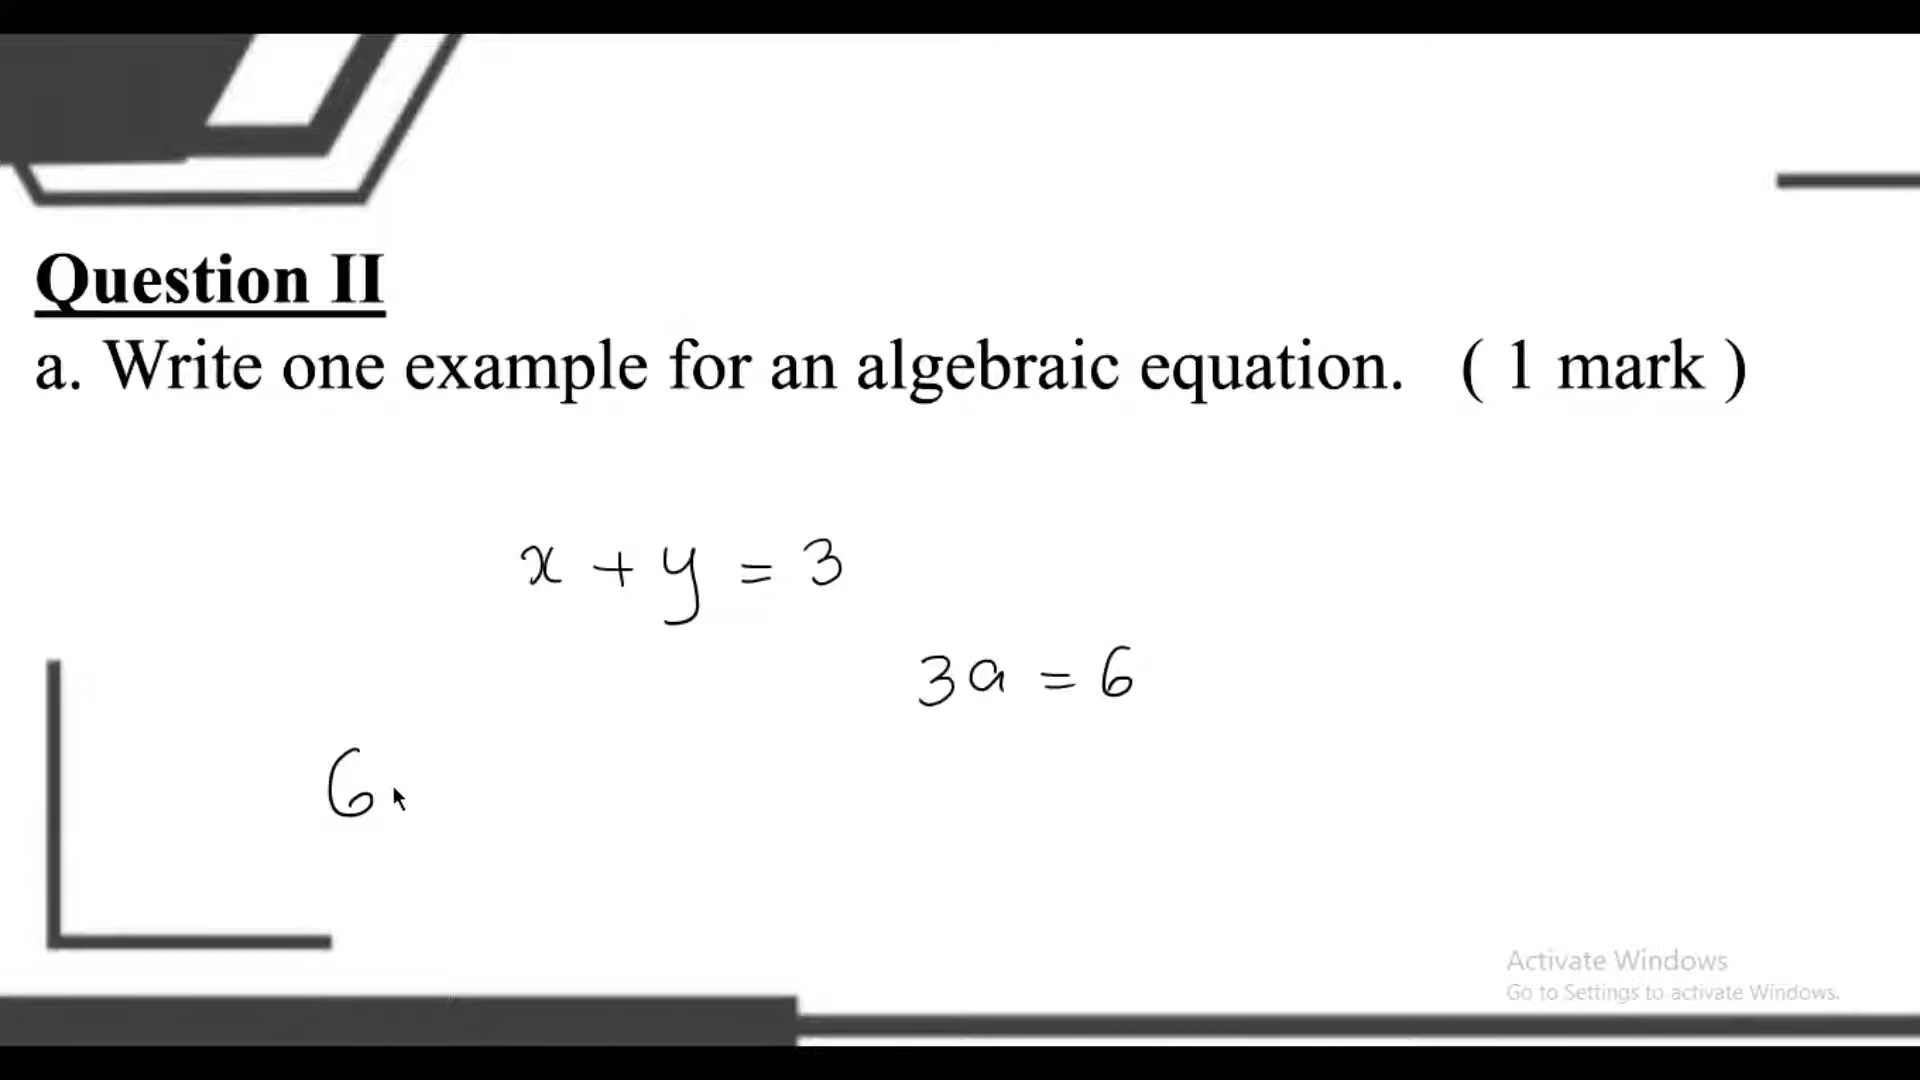 Question II
a. Write one example for an algebraic equation. ( 1 mark )
x + y = 3
3a = 6
6.
Activate Windows
Go to Settings to activate Windows.